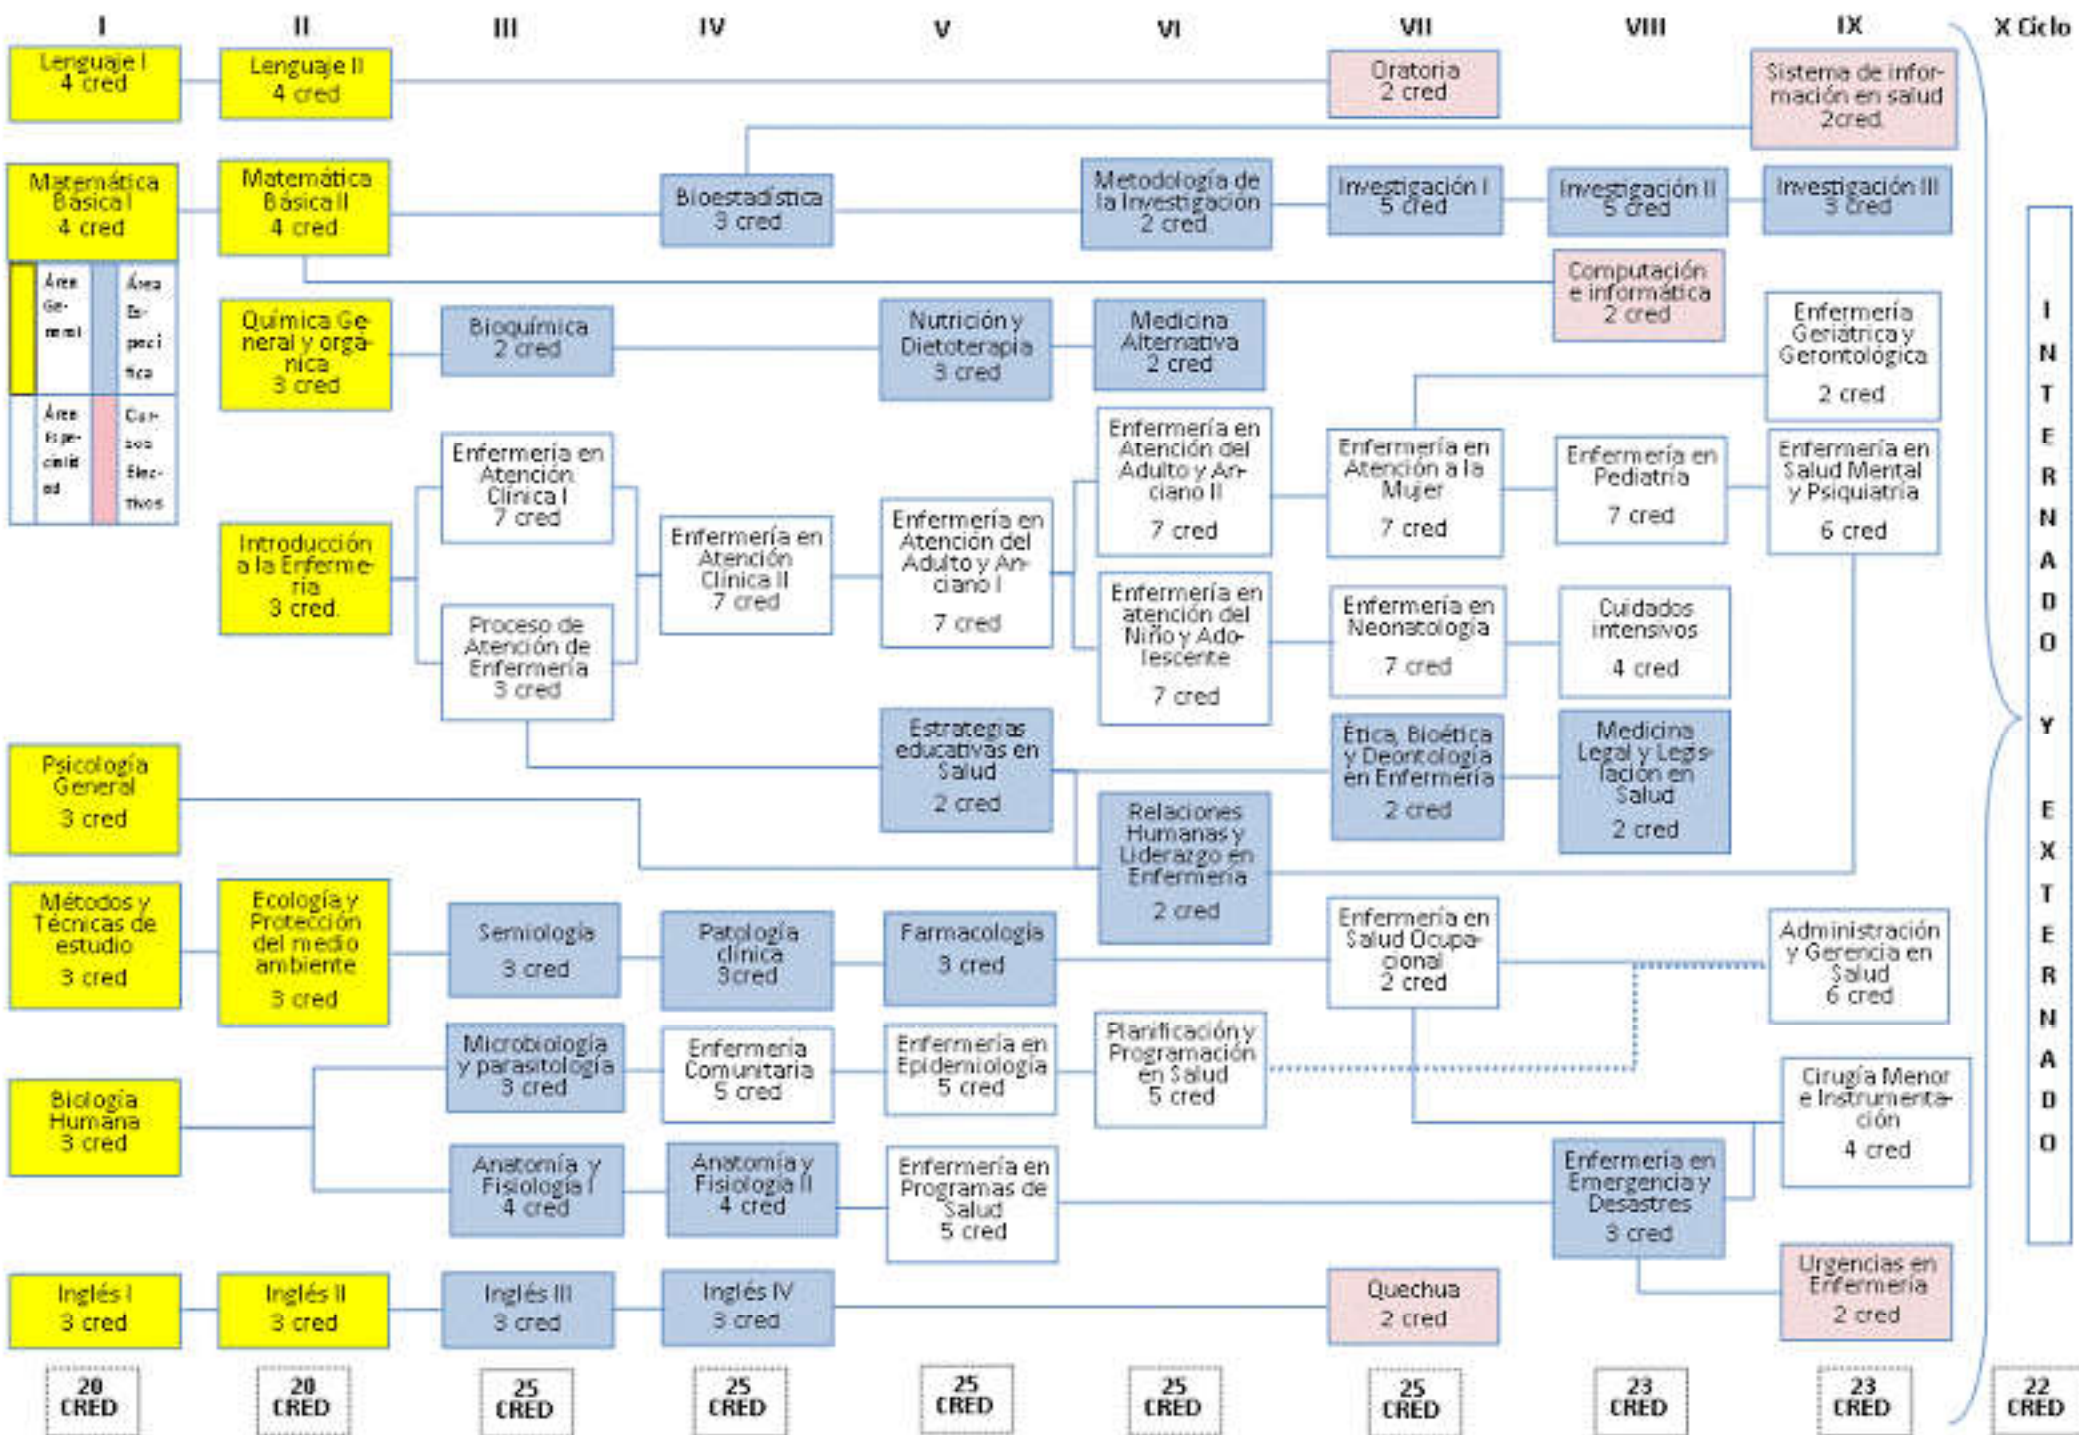 I II III IV V VI VII VIII IX X Ciclo
Lenguaje I
4 cred
Lenguaje II
4 cred
Oratoria
2 cred
Sistema de infor-
mación en salud
2cred.
Matemática
Básica I
4 cred
Matemática
Básica II
4 cred
Bioestadística
3 cred
Metodología de
la Investigación
2 cred
Investigación I
5 cred
Investigación II
5 cred
Investigación III
3 cred
Área
Ge-
neral
Área
Es-
peci
fica
Área
Espe-
cialid
ad
Cur-
sos
Elec-
tivos
Química Ge-
neral y orgá-
nica
3 cred
Bioquímica
2 cred
Nutrición y
Dietoterapia
3 cred
Medicina
Alternativa
2 cred
Computación
e informática
2 cred
Enfermería
Geriátrica y
Gerontológica
2 cred
Introducción
a la Enferme-
ría
3 cred.
Enfermería en
Atención
Clínica I
7 cred
Proceso de
Atención de
Enfermería
3 cred
Enfermería en
Atención
Clínica II
7 cred
Enfermería en
Atención del
Adulto y An-
ciano I
7 cred
Enfermería en
Atención del
Adulto y An-
ciano II
7 cred
Enfermería en
atención del
Niño y Ado-
lescente
7 cred
Enfermería en
Atención a la
Mujer
7 cred
Enfermería en
Neonatología
7 cred
Enfermería en
Pediatría
7 cred
Cuidados
intensivos
4 cred
Enfermería en
Salud Mental
y Psiquiatría
6 cred
Psicología
General
3 cred
Estrategias
educativas en
Salud
2 cred
Relaciones
Humanas y
Liderazgo en
Enfermería
2 cred
Ética, Bioética
y Deontología
en Enfermería
2 cred
Medicina
Legal y Legis-
lación en
Salud
2 cred
Métodos y
Técnicas de
estudio
3 cred
Ecología y
Protección
del medio
ambiente
3 cred
Semiología
3 cred
Patología
clínica
3cred
Farmacología
3 cred
Enfermería en
Salud Ocupa-
cional
2 cred
Administración
y Gerencia en
Salud
6 cred
Biología
Humana
3 cred
Microbiología
y parasitología
3 cred
Enfermería
Comunitaria
5 cred
Enfermería en
Epidemiología
5 cred
Planificación y
Programación
en Salud
5 cred
Cirugía Menor
e Instrumenta-
ción
4 cred
Anatomía y
Fisiología I
4 cred
Anatomía y
Fisiología II
4 cred
Enfermería en
Programas de
Salud
5 cred
Enfermería en
Emergencia y
Desastres
3 cred
Urgencias en
Enfermería
2 cred
Inglés I
3 cred
Inglés II
3 cred
Inglés III
3 cred
Inglés IV
3 cred
Quechua
2 cred
INTERNADO Y EXTERNADO
20
CRED
20
CRED
25
CRED
25
CRED
25
CRED
25
CRED
25
CRED
23
CRED
23
CRED
22
CRED